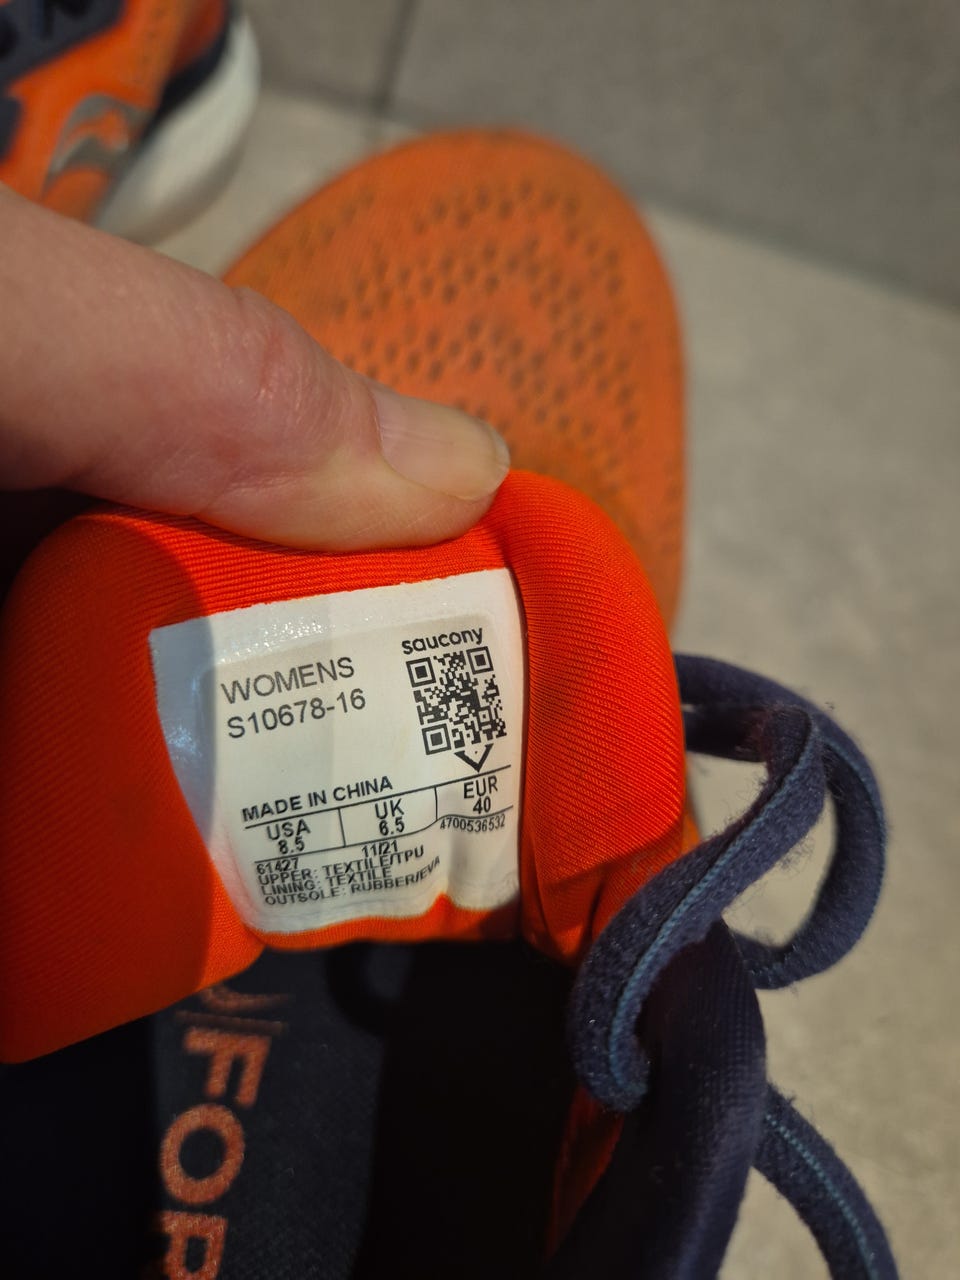 saucony
WOMENS
S10678-16
MADE IN CHINA
USA UK EUR
8.5 6.5 40
61427 11/21 4700536532
UPPER: TEXTILE/TPU
LINING: TEXTILE
OUTSOLE: RUBBER/EVA
FOR